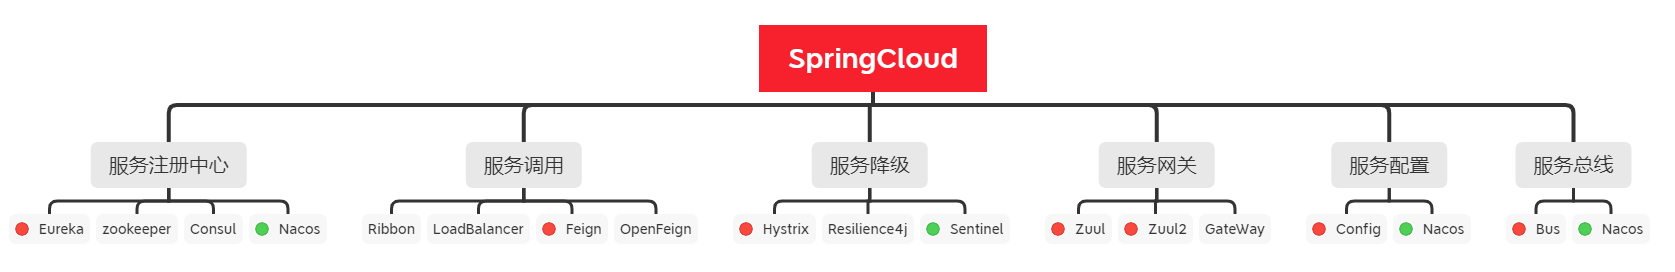 SpringCloud
服务注册中心
服务调用
服务降级
服务网关
服务配置
服务总线
Eureka
zookeeper
Consul
Nacos
Ribbon
LoadBalancer
Feign
OpenFeign
Hystrix
Resilience4j
Sentinel
Zuul
Zuul2
GateWay
Config
Nacos
Bus
Nacos